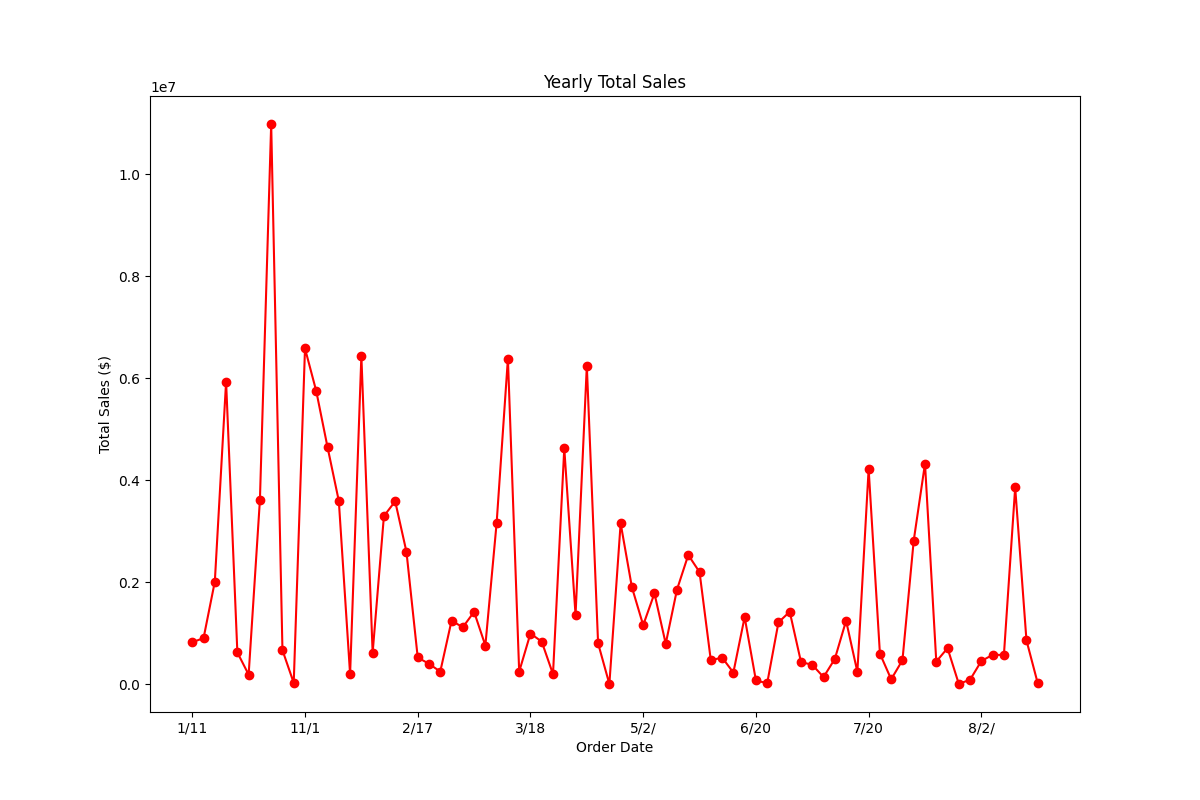 Yearly Total Sales
1e7
1.0
0.8
0.6
0.4
0.2
0.0
Total Sales ($)
1/11 11/1 2/17 3/18 5/2/ 6/20 7/20 8/2/
Order Date